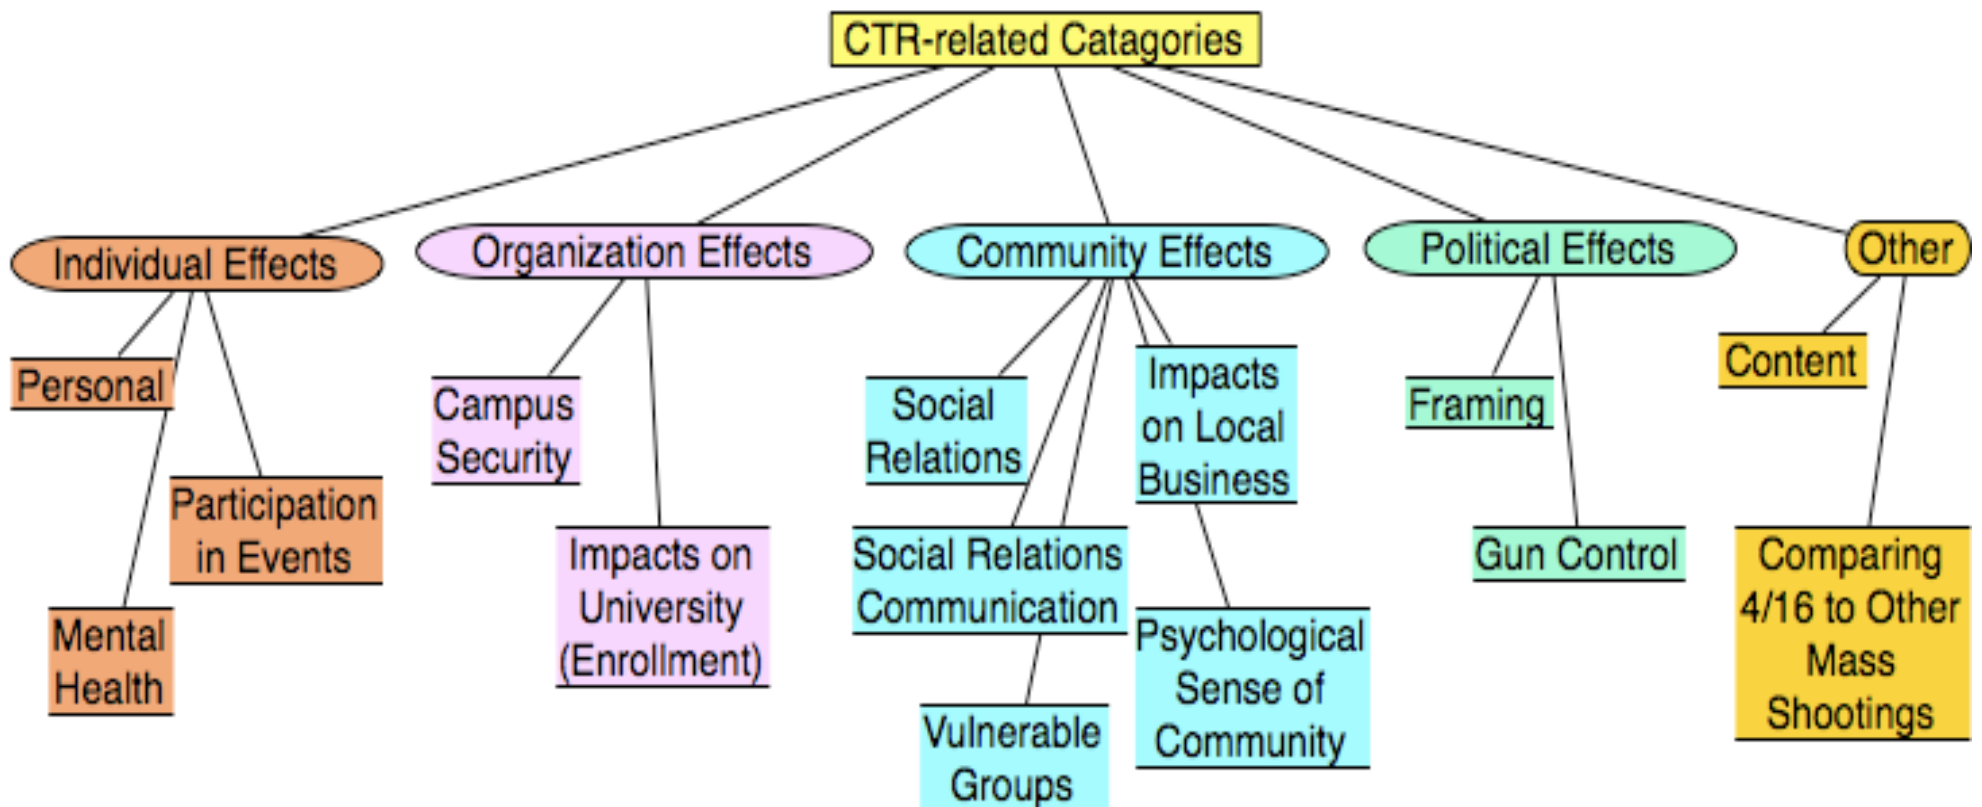 CTR-related Catagories
Individual Effects
Organization Effects
Community Effects
Political Effects
Other
Personal
Participation
in Events
Mental
Health
Campus
Security
Impacts on
University
(Enrollment)
Social
Relations
Impacts
on Local
Business
Social Relations
Communication
Psychological
Sense of
Community
Vulnerable
Groups
Framing
Gun Control
Content
Comparing
4/16 to Other
Mass
Shootings